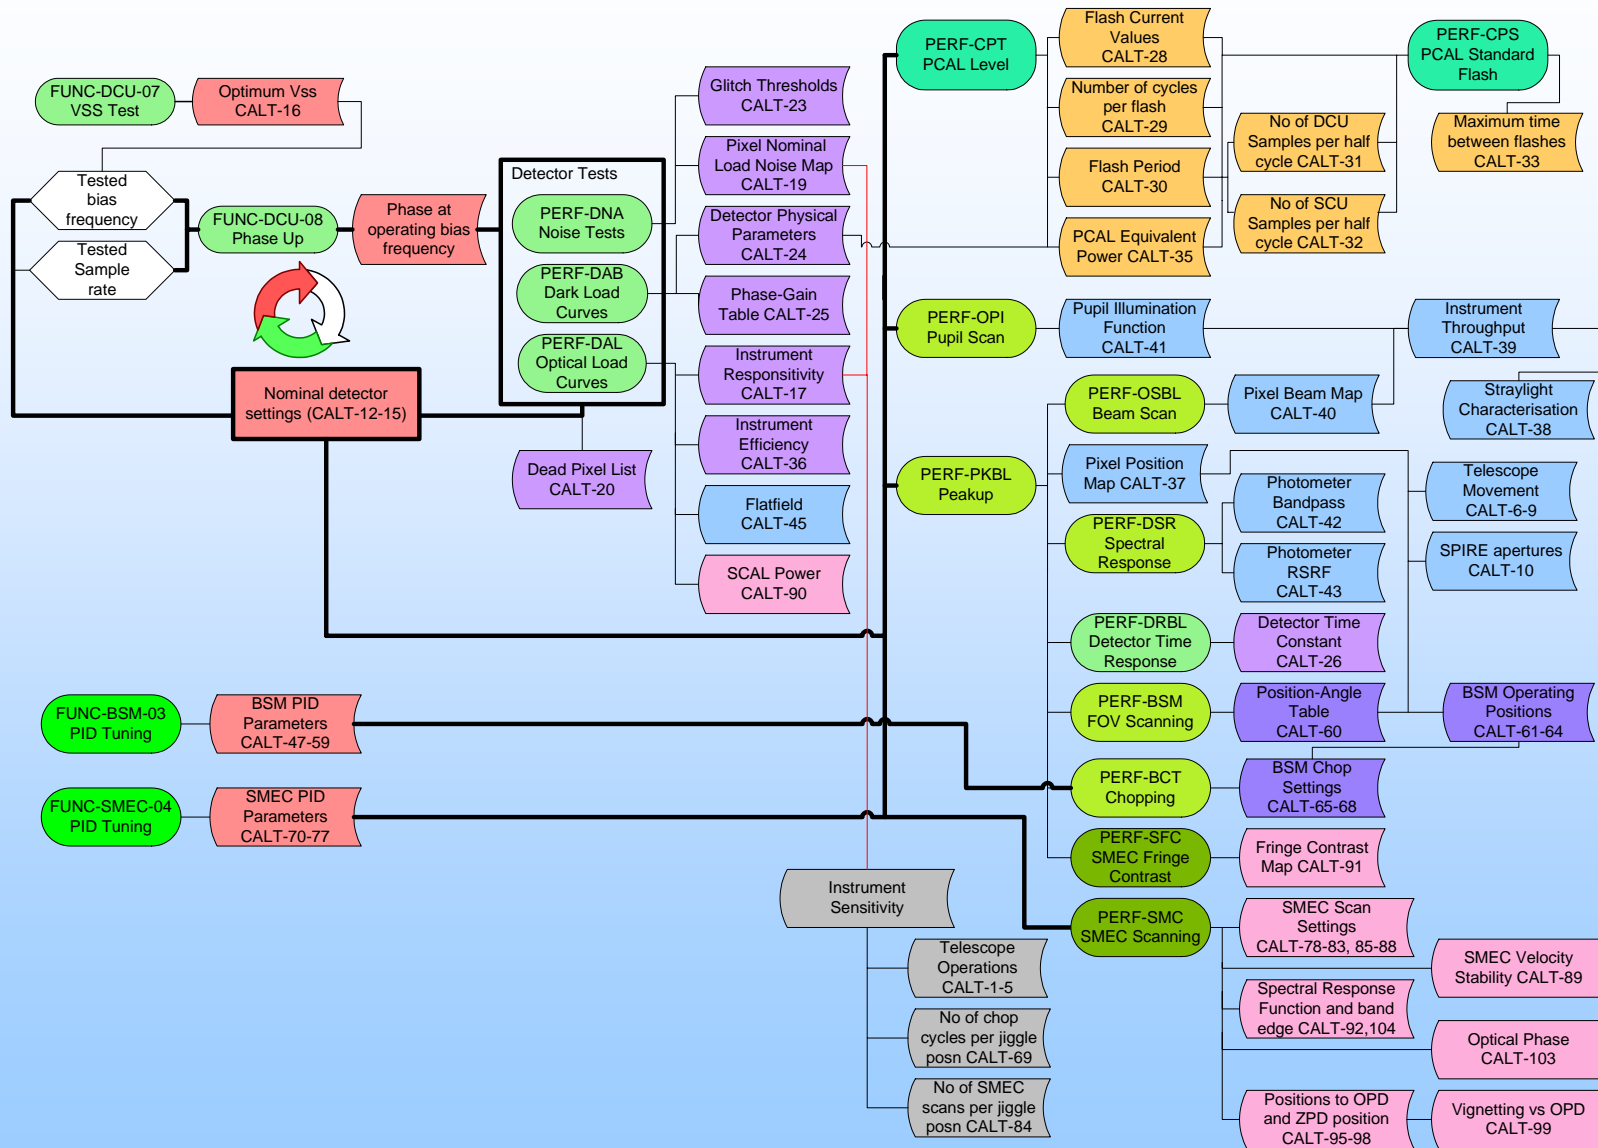 FUNC-DCU-07
VSS Test
Optimum Vss
CALT-16
Tested
bias
frequency
Tested
Sample
rate
FUNC-DCU-08
Phase Up
Phase at
operating bias
frequency
Nominal detector
settings (CALT-12-15)
Detector Tests
PERF-DNA
Noise Tests
PERF-DAB
Dark Load
Curves
PERF-DAL
Optical Load
Curves
Dead Pixel List
CALT-20
Glitch Thresholds
CALT-23
Pixel Nominal
Load Noise Map
CALT-19
Detector Physical
Parameters
CALT-24
Phase-Gain
Table CALT-25
Instrument
Responsitivity
CALT-17
Instrument
Efficiency
CALT-36
Flatfield
CALT-45
SCAL Power
CALT-90
FUNC-BSM-03
PID Tuning
BSM PID
Parameters
CALT-47-59
FUNC-SMEC-04
PID Tuning
SMEC PID
Parameters
CALT-70-77
Instrument
Sensitivity
Telescope
Operations
CALT-1-5
No of chop
cycles per jiggle
posn CALT-69
No of SMEC
scans per jiggle
posn CALT-84
PERF-CPT
PCAL Level
Flash Current
Values
CALT-28
Number of cycles
per flash
CALT-29
Flash Period
CALT-30
PCAL Equivalent
Power CALT-35
No of DCU
Samples per half
cycle CALT-31
No of SCU
Samples per half
cycle CALT-32
PERF-CPS
PCAL Standard
Flash
Maximum time
between flashes
CALT-33
PERF-OPI
Pupil Scan
Pupil Illumination
Function
CALT-41
Instrument
Throughput
CALT-39
PERF-OSBL
Beam Scan
Pixel Beam Map
CALT-40
Straylight
Characterisation
CALT-38
PERF-PKBL
Peakup
Pixel Position
Map CALT-37
Telescope
Movement
CALT-6-9
PERF-DSR
Spectral
Response
Photometer
Bandpass
CALT-42
Photometer
RSRF
CALT-43
SPIRE apertures
CALT-10
PERF-DRBL
Detector Time
Response
Detector Time
Constant
CALT-26
PERF-BSM
FOV Scanning
Position-Angle
Table
CALT-60
BSM Operating
Positions
CALT-61-64
PERF-BCT
Chopping
BSM Chop
Settings
CALT-65-68
PERF-SFC
SMEC Fringe
Contrast
Fringe Contrast
Map CALT-91
PERF-SMC
SMEC Scanning
SMEC Scan
Settings
CALT-78-83, 85-88
SMEC Velocity
Stability CALT-89
Spectral Response
Function and band
edge CALT-92,104
Optical Phase
CALT-103
Positions to OPD
and ZPD position
CALT-95-98
Vignetting vs OPD
CALT-99